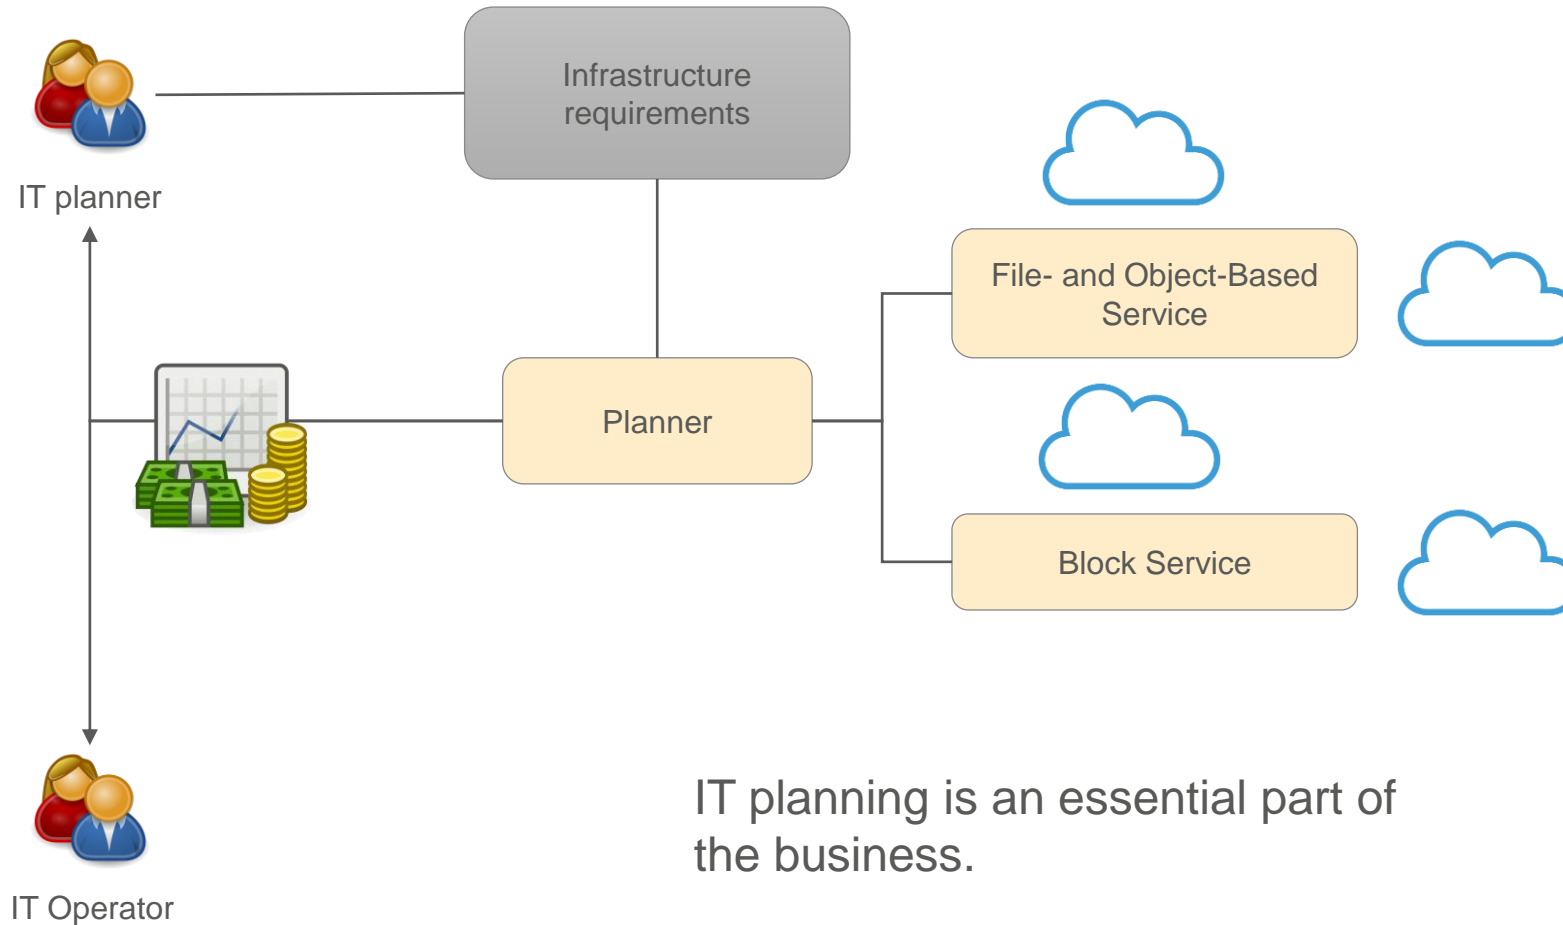 Infrastructure
requirements
IT planner
File- and Object-Based
Service
Planner
Block Service
IT planning is an essential part of
the business.
IT Operator